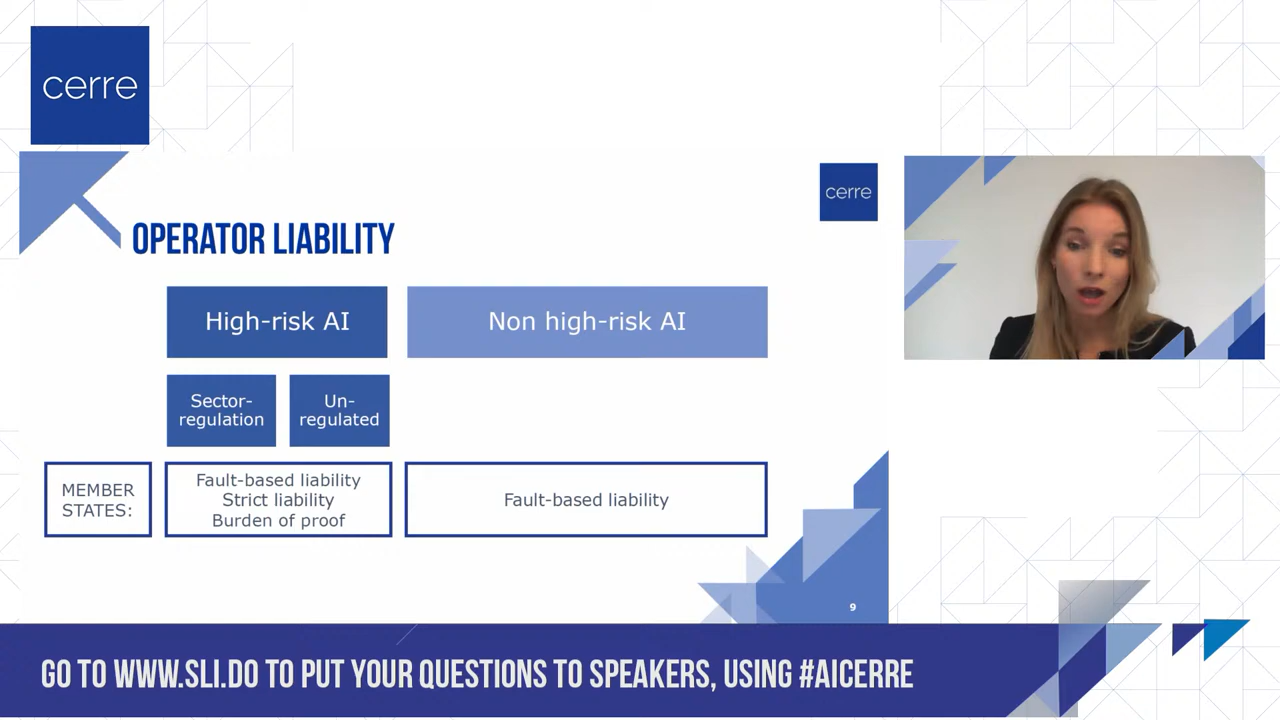 cerre
cerre
OPERATOR LIABILITY
High-risk AI
Non high-risk AI
Sector-
regulation
Un-
regulated
MEMBER
STATES:
Fault-based liability
Strict liability
Burden of proof
Fault-based liability
9
GO TO WWW.SLI.DO TO PUT YOUR QUESTIONS TO SPEAKERS, USING #AICERRE